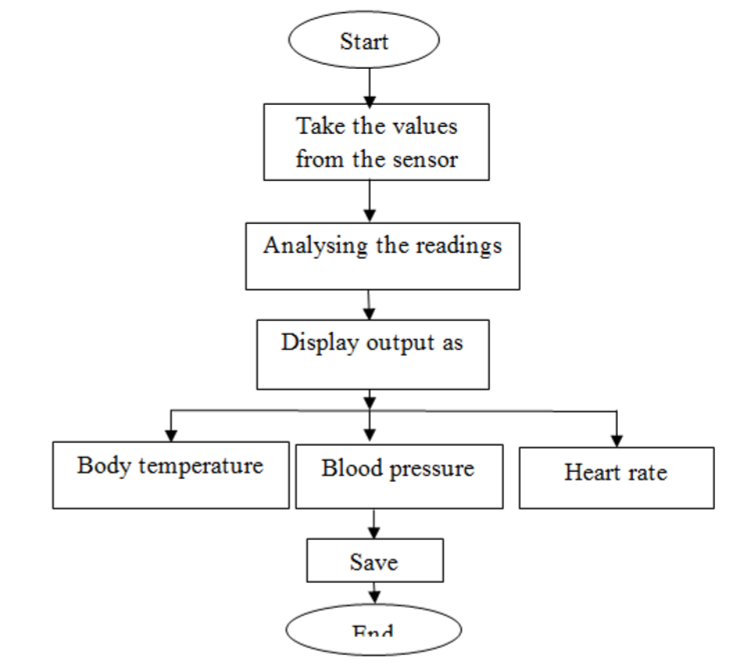 Start
Take the values
from the sensor
Analysing the readings
Display output as
Body temperature
Blood pressure
Heart rate
Save
End